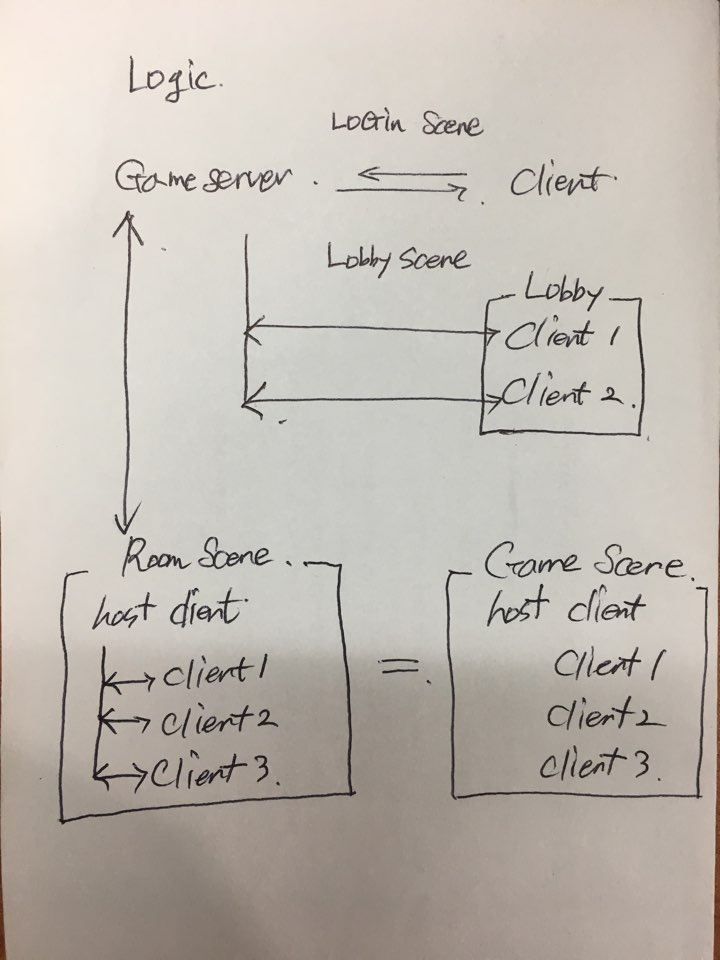 Logic.
Login Scene
Game server. Client.
Lobby Scene
Lobby
Client 1
Client 2.
Room Scene.
host client
client 1
client 2
Client 3.
=
Game Scene.
host client
Client 1
Client 2
client 3.